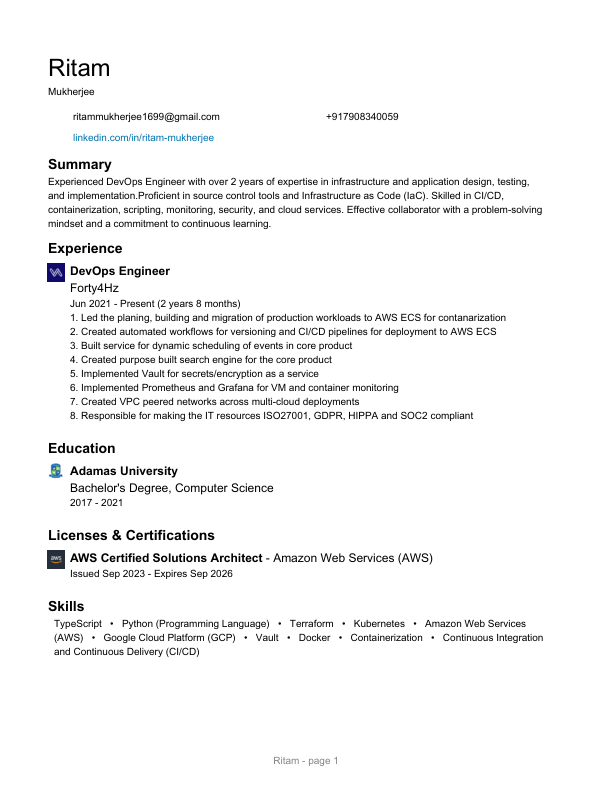 Ritam
Mukherjee
ritammukherjee1699@gmail.com +917908340059
linkedin.com/in/ritam-mukherjee
Summary
Experienced DevOps Engineer with over 2 years of expertise in infrastructure and application design, testing,
and implementation.Proficient in source control tools and Infrastructure as Code (IaC). Skilled in CI/CD,
containerization, scripting, monitoring, security, and cloud services. Effective collaborator with a problem-solving
mindset and a commitment to continuous learning.
Experience
DevOps Engineer
Forty4Hz
Jun 2021 - Present (2 years 8 months)
1. Led the planing, building and migration of production workloads to AWS ECS for contanarization
2. Created automated workflows for versioning and CI/CD pipelines for deployment to AWS ECS
3. Built service for dynamic scheduling of events in core product
4. Created purpose built search engine for the core product
5. Implemented Vault for secrets/encryption as a service
6. Implemented Prometheus and Grafana for VM and container monitoring
7. Created VPC peered networks across multi-cloud deployments
8. Responsible for making the IT resources ISO27001, GDPR, HIPPA and SOC2 compliant
Education
Adamas University
Bachelor's Degree, Computer Science
2017 - 2021
Licenses & Certifications
aws
AWS Certified Solutions Architect - Amazon Web Services (AWS)
Issued Sep 2023 - Expires Sep 2026
Skills
TypeScript • Python (Programming Language) • Terraform • Kubernetes • Amazon Web Services
(AWS) • Google Cloud Platform (GCP) • Vault • Docker • Containerization • Continuous Integration
and Continuous Delivery (CI/CD)
Ritam - page 1